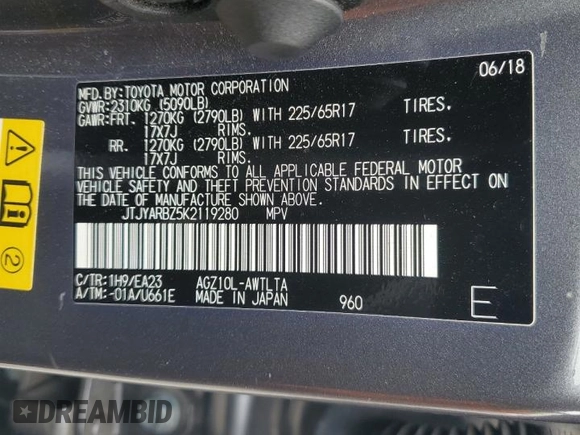 06/18
MFD.BY:TOYOTA MOTOR CORPORATION
GVWR:2310KG (5090LB)
GAWR:FRT. 1270KG (2790LB) WITH 225/65R17 TIRES.
17X7J RIMS.
RR. 1270KG (2790LB) WITH 225/65R17 TIRES.
17X7J RIMS.
THIS VEHICLE CONFORMS TO ALL APPLICABLE FEDERAL MOTOR
VEHICLE SAFETY AND THEFT PREVENTION STANDARDS IN EFFECT ON
THE DATE OF MANUFACTURE SHOWN ABOVE.
JTJYARBZ5K2119280 MPV
C/TR:1H9/EA23 AGZ10L-AWTLTA
A/TM:-01A/U661E MADE IN JAPAN 960 E
2
DREAMBID